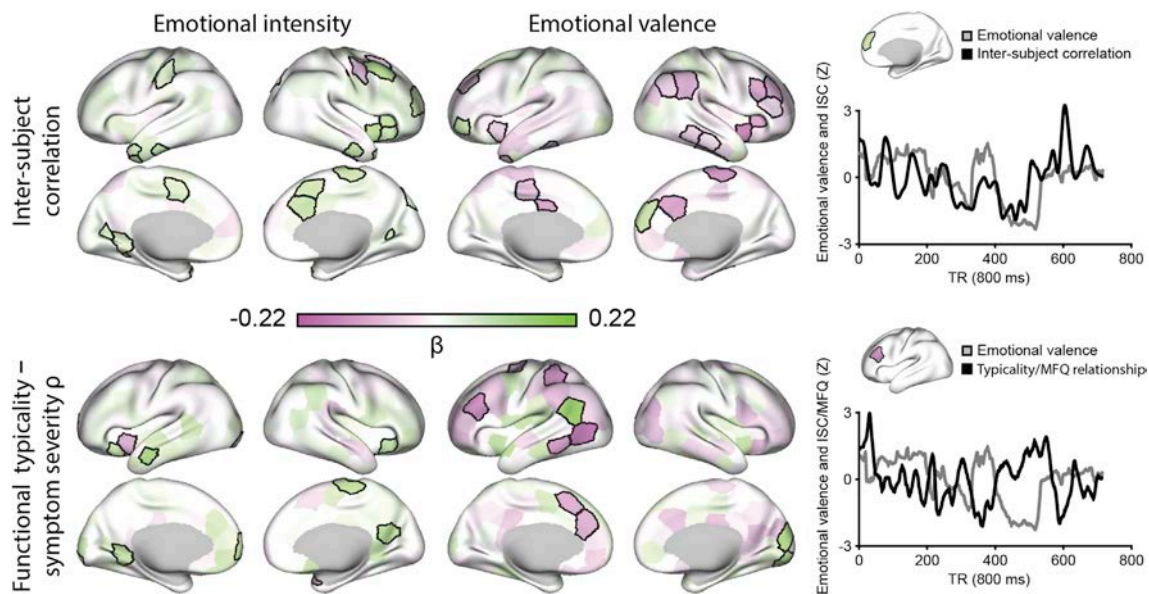 Emotional intensity
Emotional valence
Inter-subject
correlation
-0.22
0.22
β
Functional typicality –
symptom severity ρ
Emotional valence
Inter-subject correlation
Emotional valence and ISC (Z)
3
0
-3
0
200
400
600
800
TR (800 ms)
Emotional valence
Typicality/MFQ relationship
Emotional valence and ISC/MFQ (Z)
3
0
-3
0
200
400
600
800
TR (800 ms)